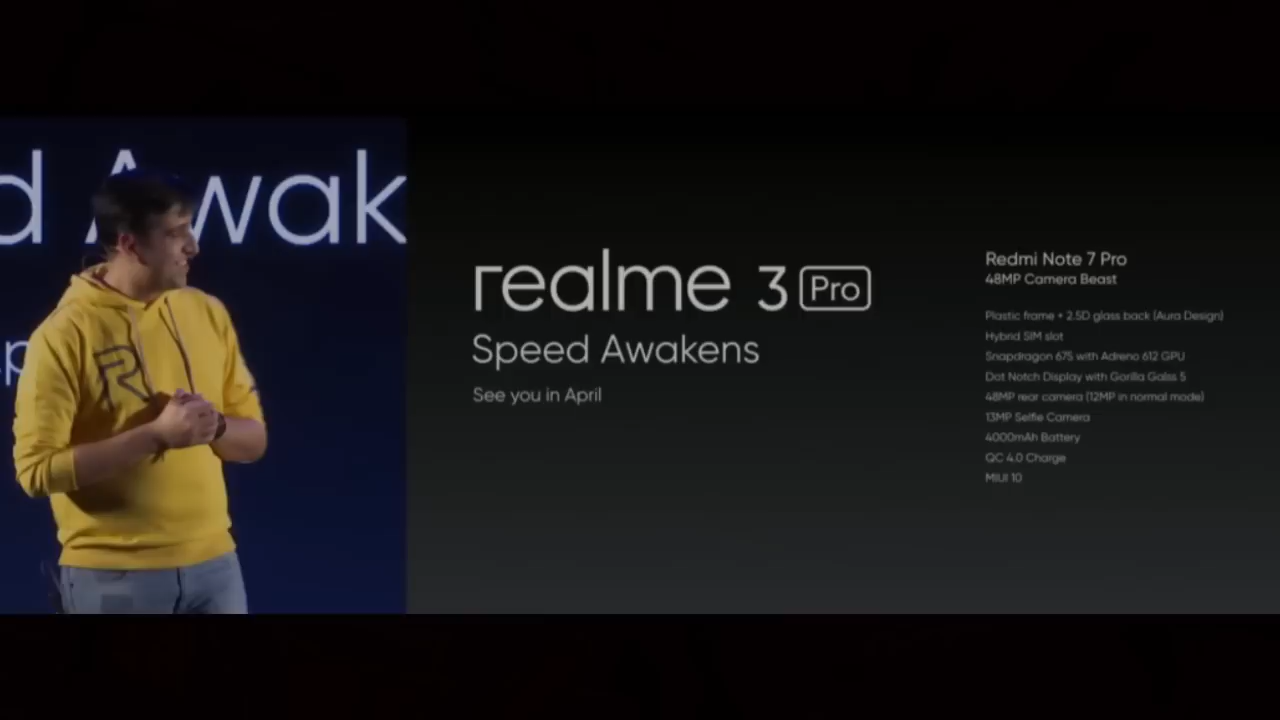 d Awak
sp
realme 3 Pro
Speed Awakens
See you in April
Redmi Note 7 Pro
48MP Camera Beast
Plastic frame + 2.5D glass back (Aura Design)
Hybrid SIM slot
Snapdragon 675 with Adreno 612 GPU
Dot Notch Display with Gorilla Galss 5
48MP rear camera (12MP in normal mode)
13MP Selfie Camera
4000mAh Battery
QC 4.0 Charge
MIUI 10
R